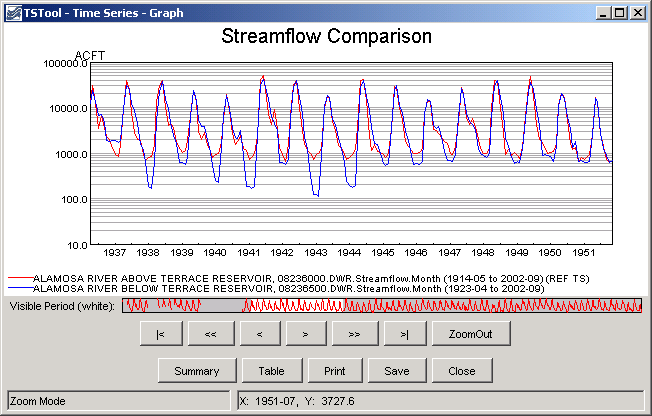 TSTool - Time Series - Graph
Streamflow Comparison
ACFT
100000.0
10000.0
1000.0
100.0
10.0
1937 1938 1939 1940 1941 1942 1943 1944 1945 1946 1947 1948 1949 1950 1951
ALAMOSA RIVER ABOVE TERRACE RESERVOIR, 08236000.DWR.Streamflow.Month (1914-05 to 2002-09) (REF TS)
ALAMOSA RIVER BELOW TERRACE RESERVOIR, 08236500.DWR.Streamflow.Month (1923-04 to 2002-09)
Visible Period (white):
|< << < > >> >| ZoomOut
Summary Table Print Save Close
Zoom Mode X: 1951-07, Y: 3727.6